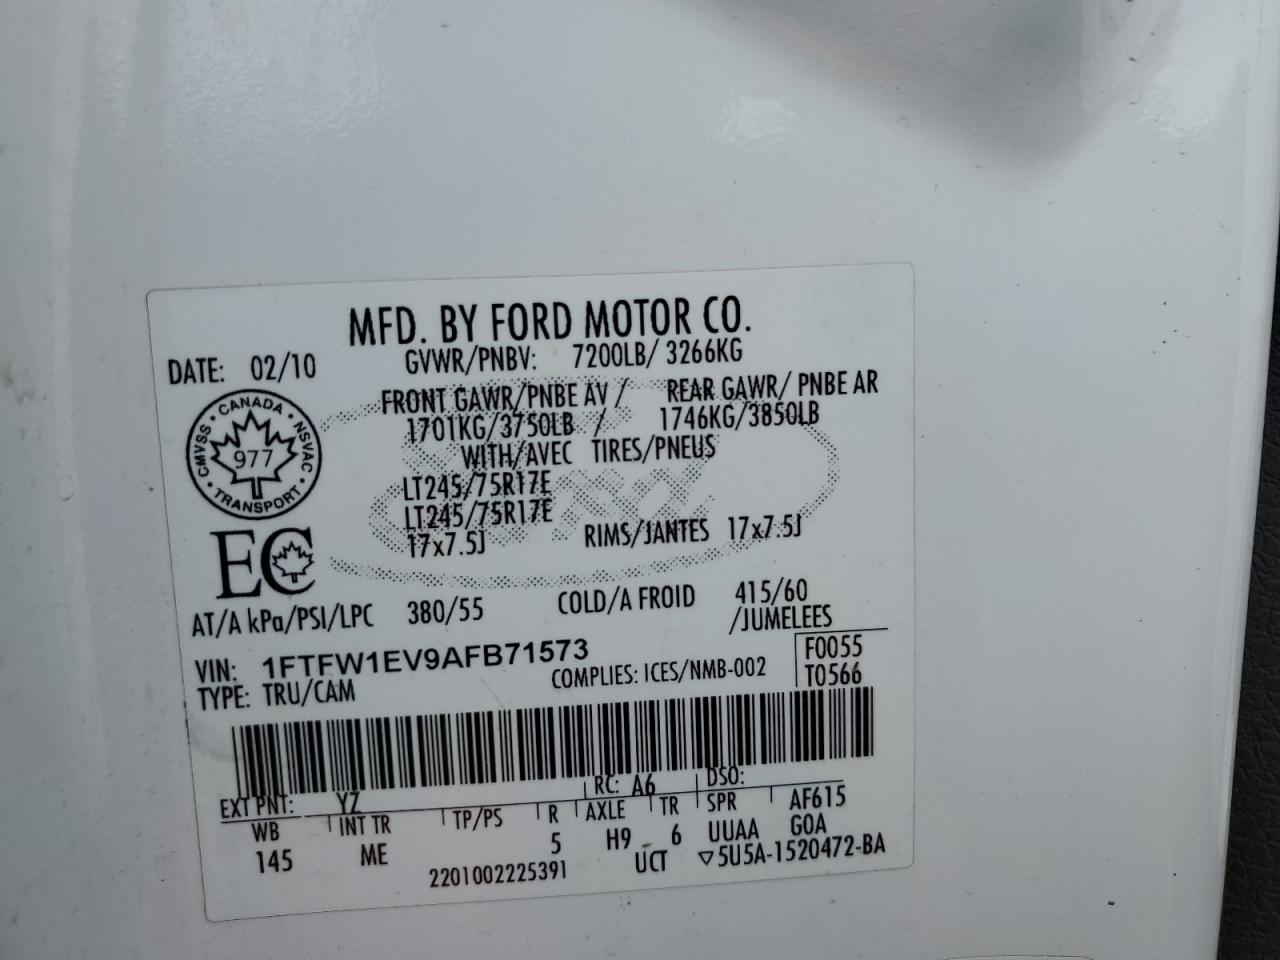 MFD. BY FORD MOTOR CO.
DATE: 02/10
GVWR/PNBV: 7200LB/ 3266KG
FRONT GAWR/PNBE AV / REAR GAWR/ PNBE AR
1701KG/3750LB / 1746KG/3850LB
WITH/AVEC TIRES/PNEUS
LT245/75R17E
LT245/75R17E
17x7.5J RIMS/JANTES 17x7.5J
CANADA
CMVSS 977 NSVAC
TRANSPORT
EC
AT/A kPa/PSI/LPC 380/55 COLD/A FROID 415/60
/JUMELEES
VIN: 1FTFW1EV9AFB71573
F0055
TYPE: TRU/CAM COMPLIES: ICES/NMB-002 T0566
EXT PNT: YZ RC: A6 DSO:
WB INT TR TP/PS R AXLE TR SPR AF615
145 ME 5 H9 6 UUAA GOA
2201002225391 UCT ▽5U5A-1520472-BA